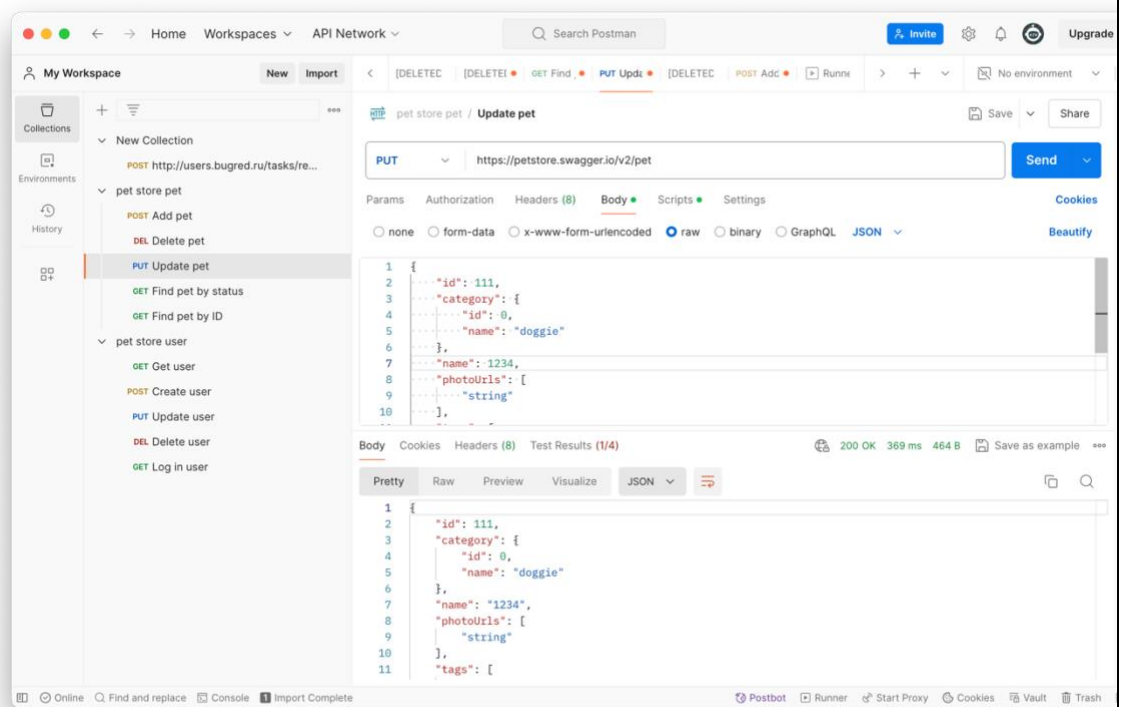 Home Workspaces API Network Search Postman Invite Upgrade
My Workspace New Import [DELETED [DELETE GET Find PUT Upda [DELETED POST Add Runne No environment
Collections
Environments
History
New Collection
POST http://users.bugred.ru/tasks/re...
pet store pet
POST Add pet
DEL Delete pet
PUT Update pet
GET Find pet by status
GET Find pet by ID
pet store user
GET Get user
POST Create user
PUT Update user
DEL Delete user
GET Log in user
HTTP pet store pet / Update pet Save Share
PUT https://petstore.swagger.io/v2/pet Send
Params Authorization Headers (8) Body Scripts Settings Cookies
none form-data x-www-form-urlencoded raw binary GraphQL JSON Beautify
1 {
2 "id": 111,
3 "category": {
4 "id": 0,
5 "name": "doggie"
6 },
7 "name": 1234,
8 "photoUrls": [
9 "string"
10 ],
Body Cookies Headers (8) Test Results (1/4) 200 OK 369 ms 464 B Save as example
Pretty Raw Preview Visualize JSON
1 {
2 "id": 111,
3 "category": {
4 "id": 0,
5 "name": "doggie"
6 },
7 "name": "1234",
8 "photoUrls": [
9 "string"
10 ],
11 "tags": [
Online Find and replace Console 1 Import Complete Postbot Runner Start Proxy Cookies Vault Trash